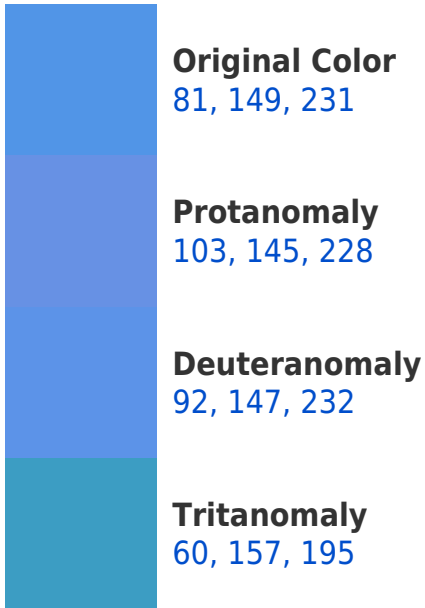 Original Color
81, 149, 231
Protanomaly
103, 145, 228
Deuteranomaly
92, 147, 232
Tritanomaly
60, 157, 195